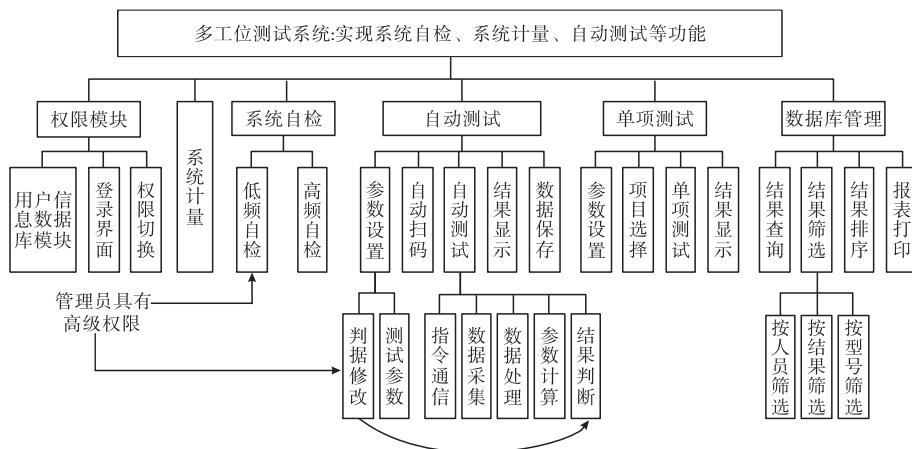 多工位测试系统:实现系统自检、系统计量、自动测试等功能
权限模块
系统计量
系统自检
自动测试
单项测试
数据库管理
用户信
息数据
库模块
登录界面
权限切换
低频自检
高频自检
参数设置
自动扫码
自动测试
结果显示
数据保存
参数设置
项目选择
单项测试
结果显示
结果查询
结果筛选
结果排序
报表打印
管理员具有
高级权限
判据修改
测试参数
指令通信
数据采集
数据处理
参数计算
结果判断
按人员筛选
按结果筛选
按型号筛选